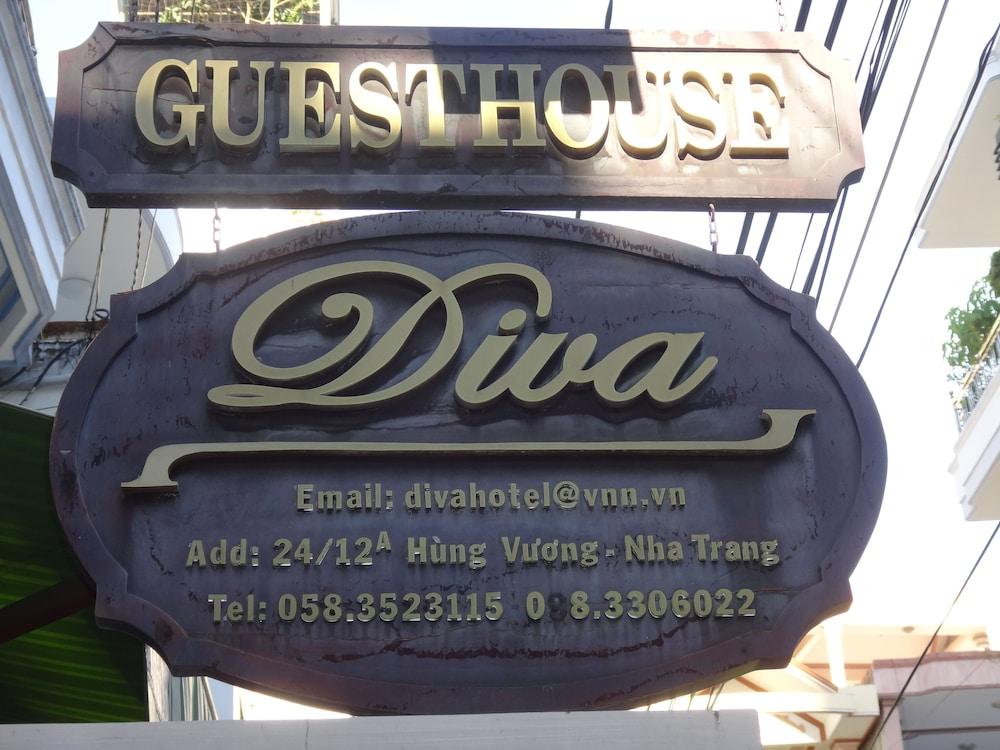 GUESTHOUSE
Diva
Email: divahotel@vnn.vn
Add: 24/12A Hùng Vương - Nha Trang
Tel: 058.3523115